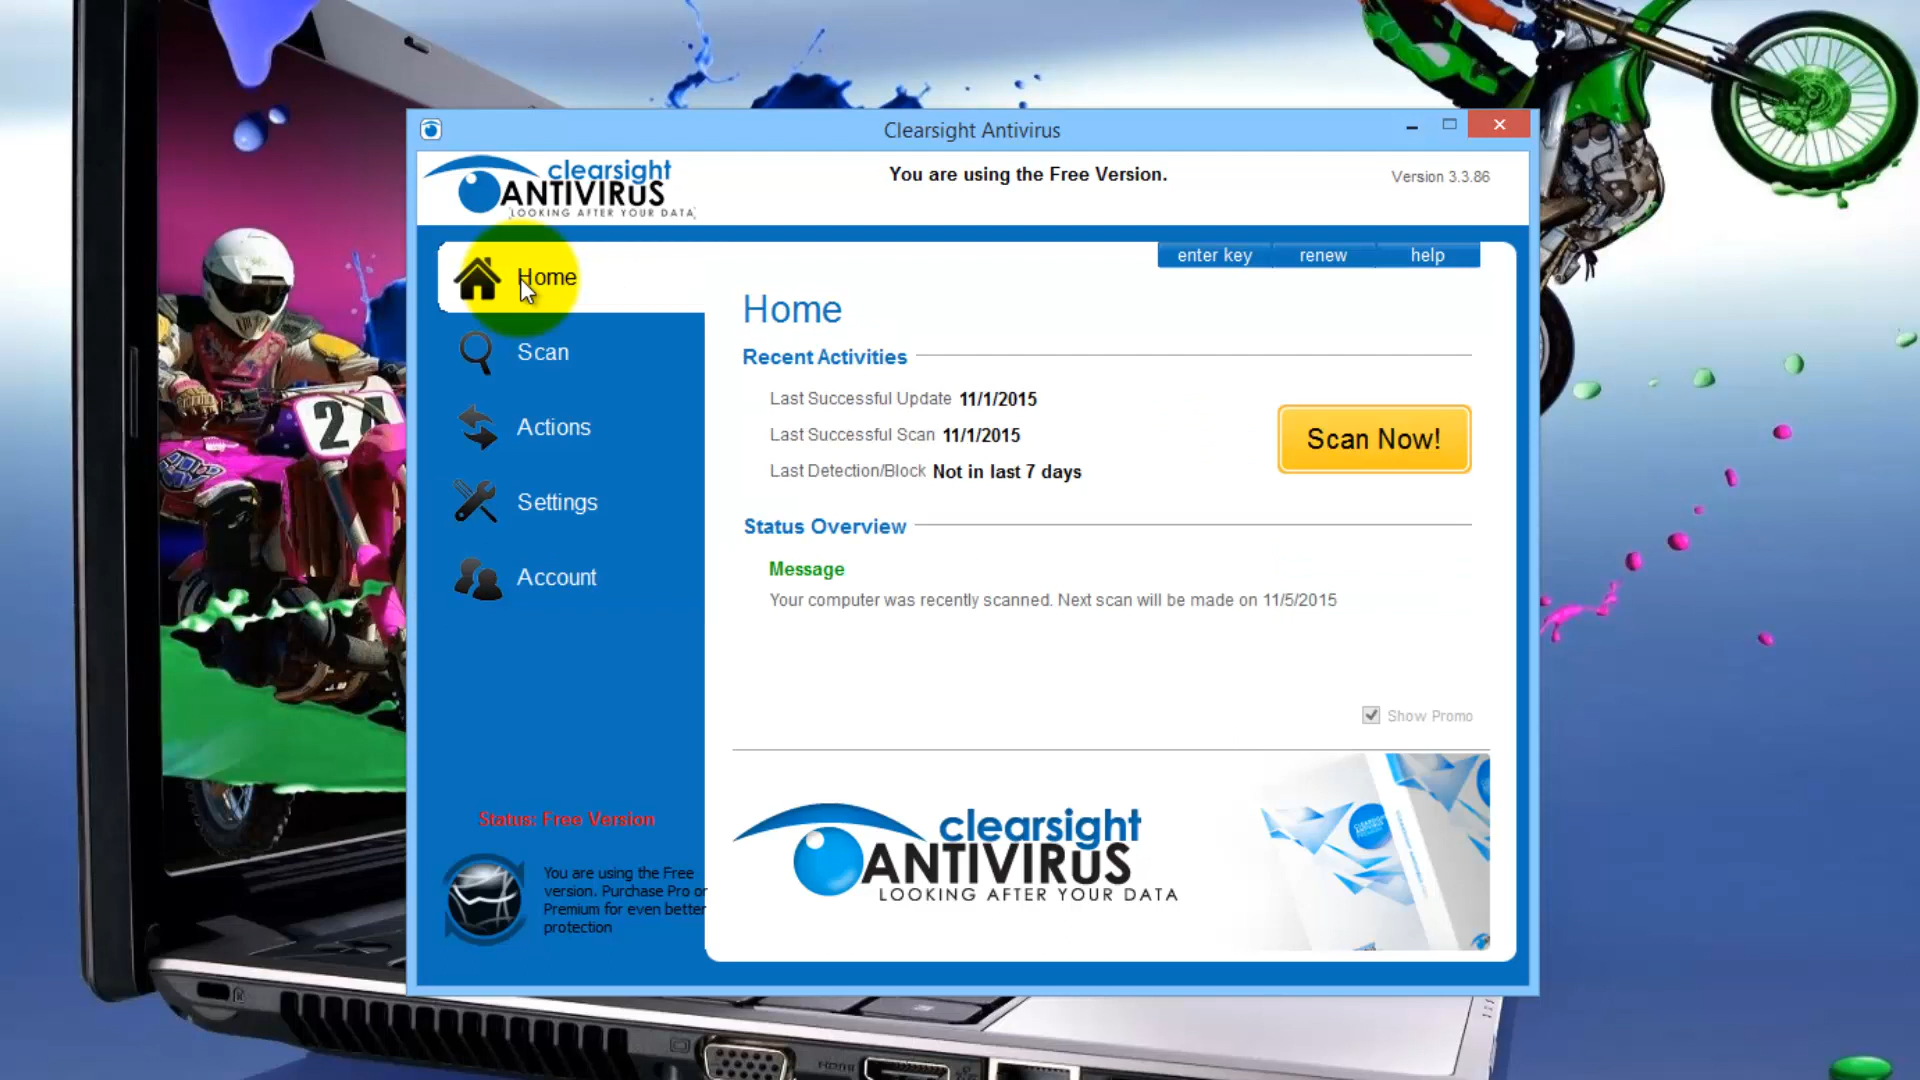 Clearsight Antivirus
clearsight
ANTIVIRUS
LOOKING AFTER YOUR DATA
You are using the Free Version.
Version 3.3.86
enter key
renew
help
Home
Scan
Actions
Settings
Account
Home
Recent Activities
Last Successful Update 11/1/2015
Last Successful Scan 11/1/2015
Last Detection/Block Not in last 7 days
Scan Now!
Status Overview
Message
Your computer was recently scanned. Next scan will be made on 11/5/2015
Show Promo
Status: Free Version
You are using the Free
version. Purchase Pro or
Premium for even better
protection
clearsight
ANTIVIRUS
LOOKING AFTER YOUR DATA
24